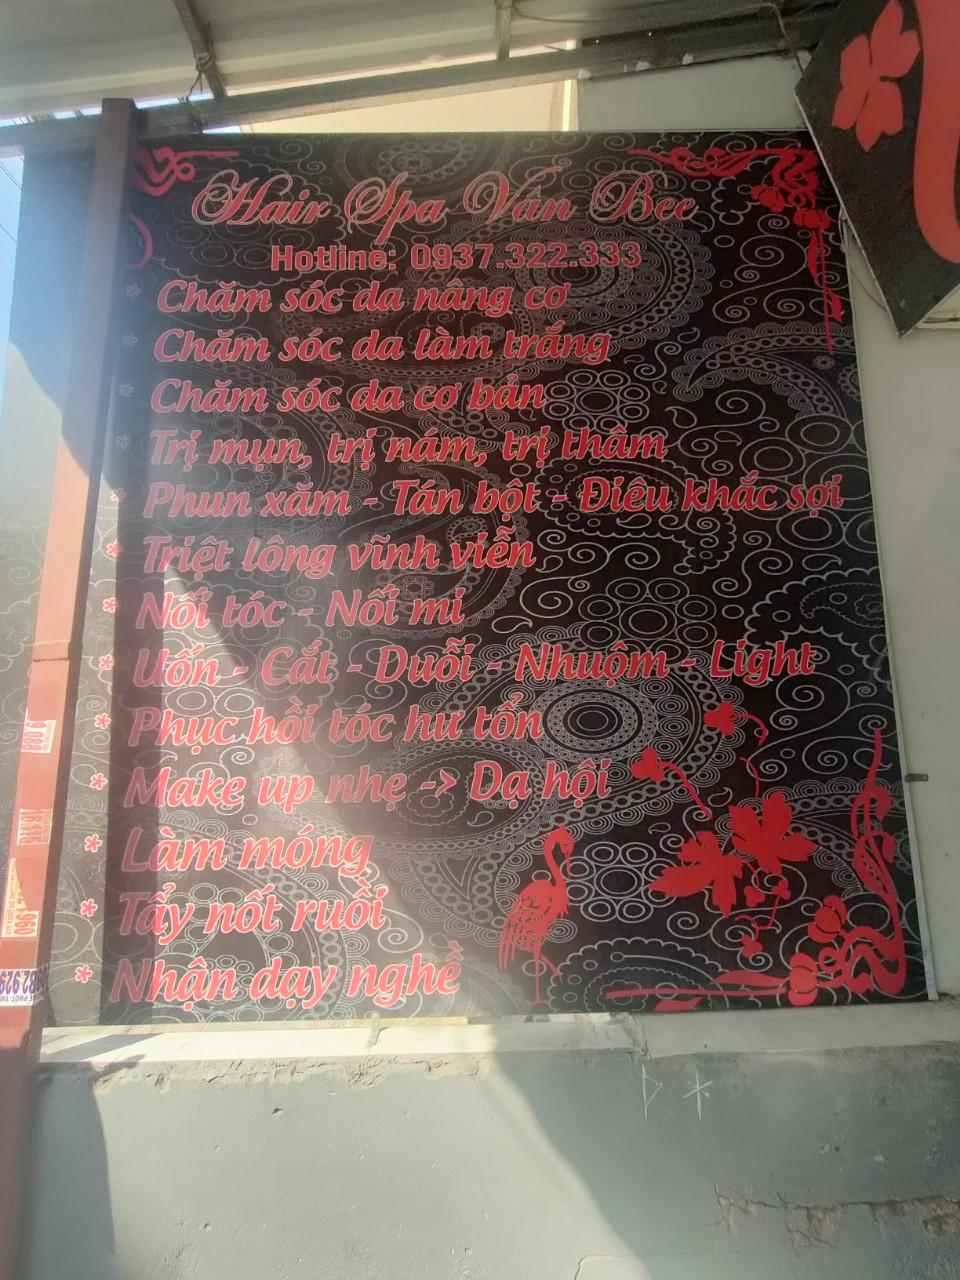 Hair Spa Vân Bee
Hotline: 0937.322.333
* Chăm sóc da nâng cơ
* Chăm sóc da làm trắng
* Chăm sóc da cơ bản
* Trị mụn, trị nám, trị thâm
* Phun xăm - Tán bột - Điêu khắc sợi
* Triệt lông vĩnh viễn
* Nối tóc - Nối mi
* Uốn - Cắt - Duỗi - Nhuộm - Light
* Phục hồi tóc hư tổn
* Make up nhẹ -> Dạ hội
* Làm móng
* Tẩy nốt ruồi
* Nhận dạy nghề